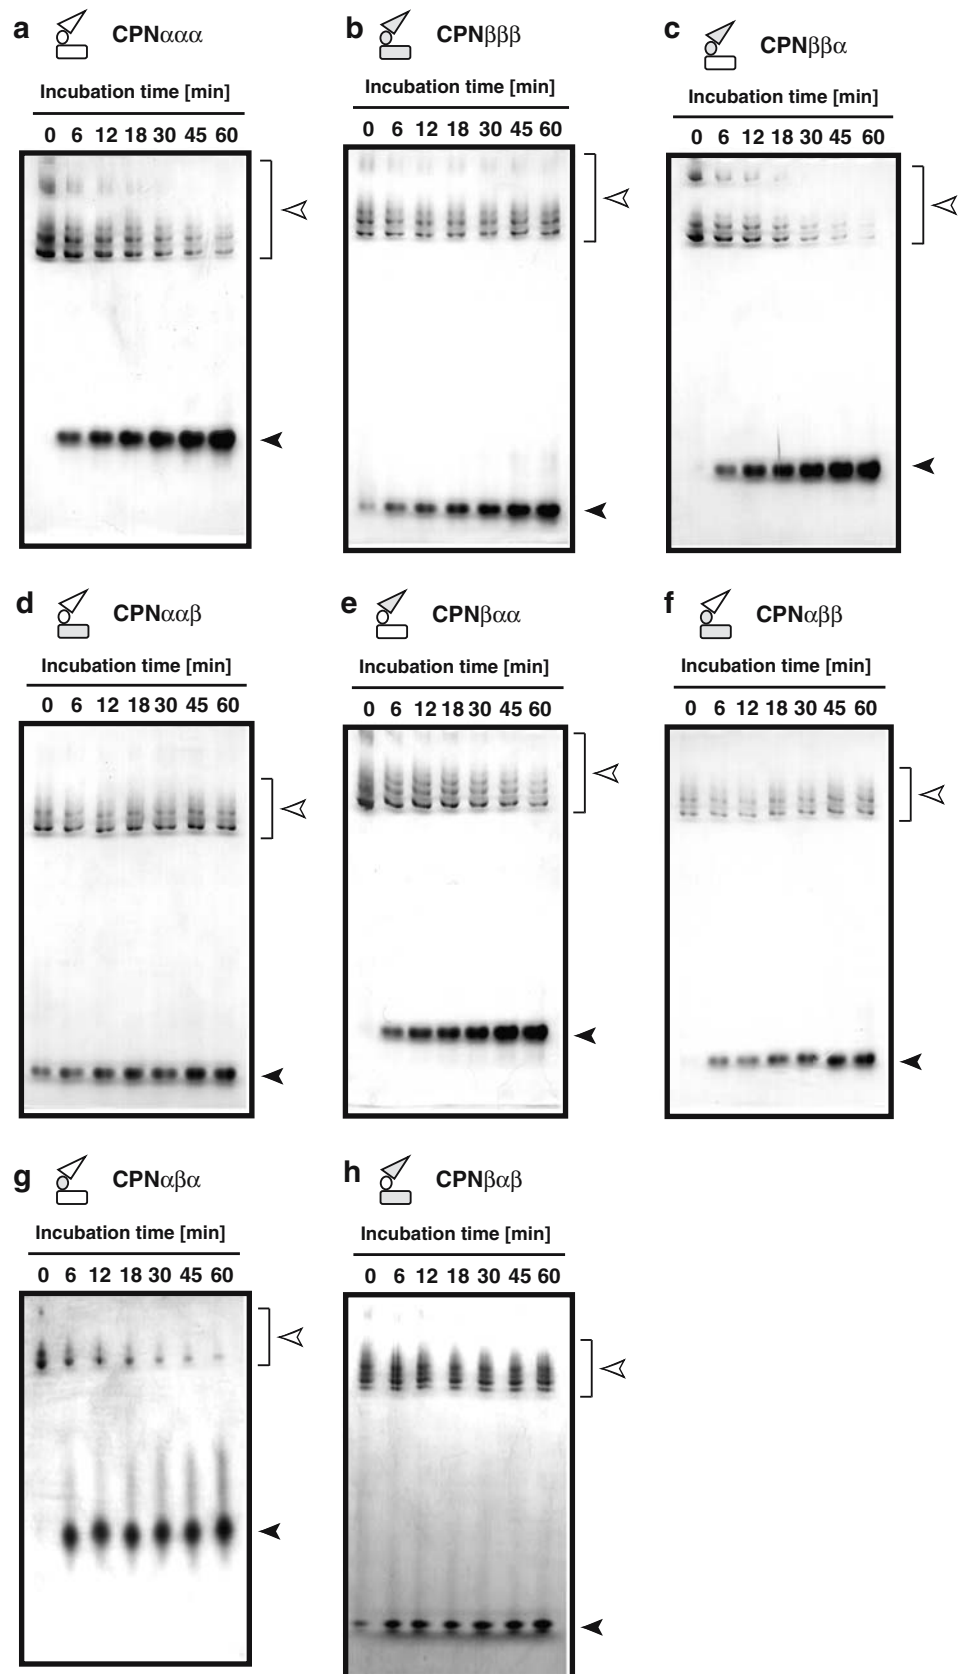 a CPNααα
Incubation time [min]
0 6 12 18 30 45 60
b CPNβββ
Incubation time [min]
0 6 12 18 30 45 60
c CPNββα
Incubation time [min]
0 6 12 18 30 45 60
d CPNααβ
Incubation time [min]
0 6 12 18 30 45 60
e CPNβαα
Incubation time [min]
0 6 12 18 30 45 60
f CPNαββ
Incubation time [min]
0 6 12 18 30 45 60
g CPNαβα
Incubation time [min]
0 6 12 18 30 45 60
h CPNβαβ
Incubation time [min]
0 6 12 18 30 45 60